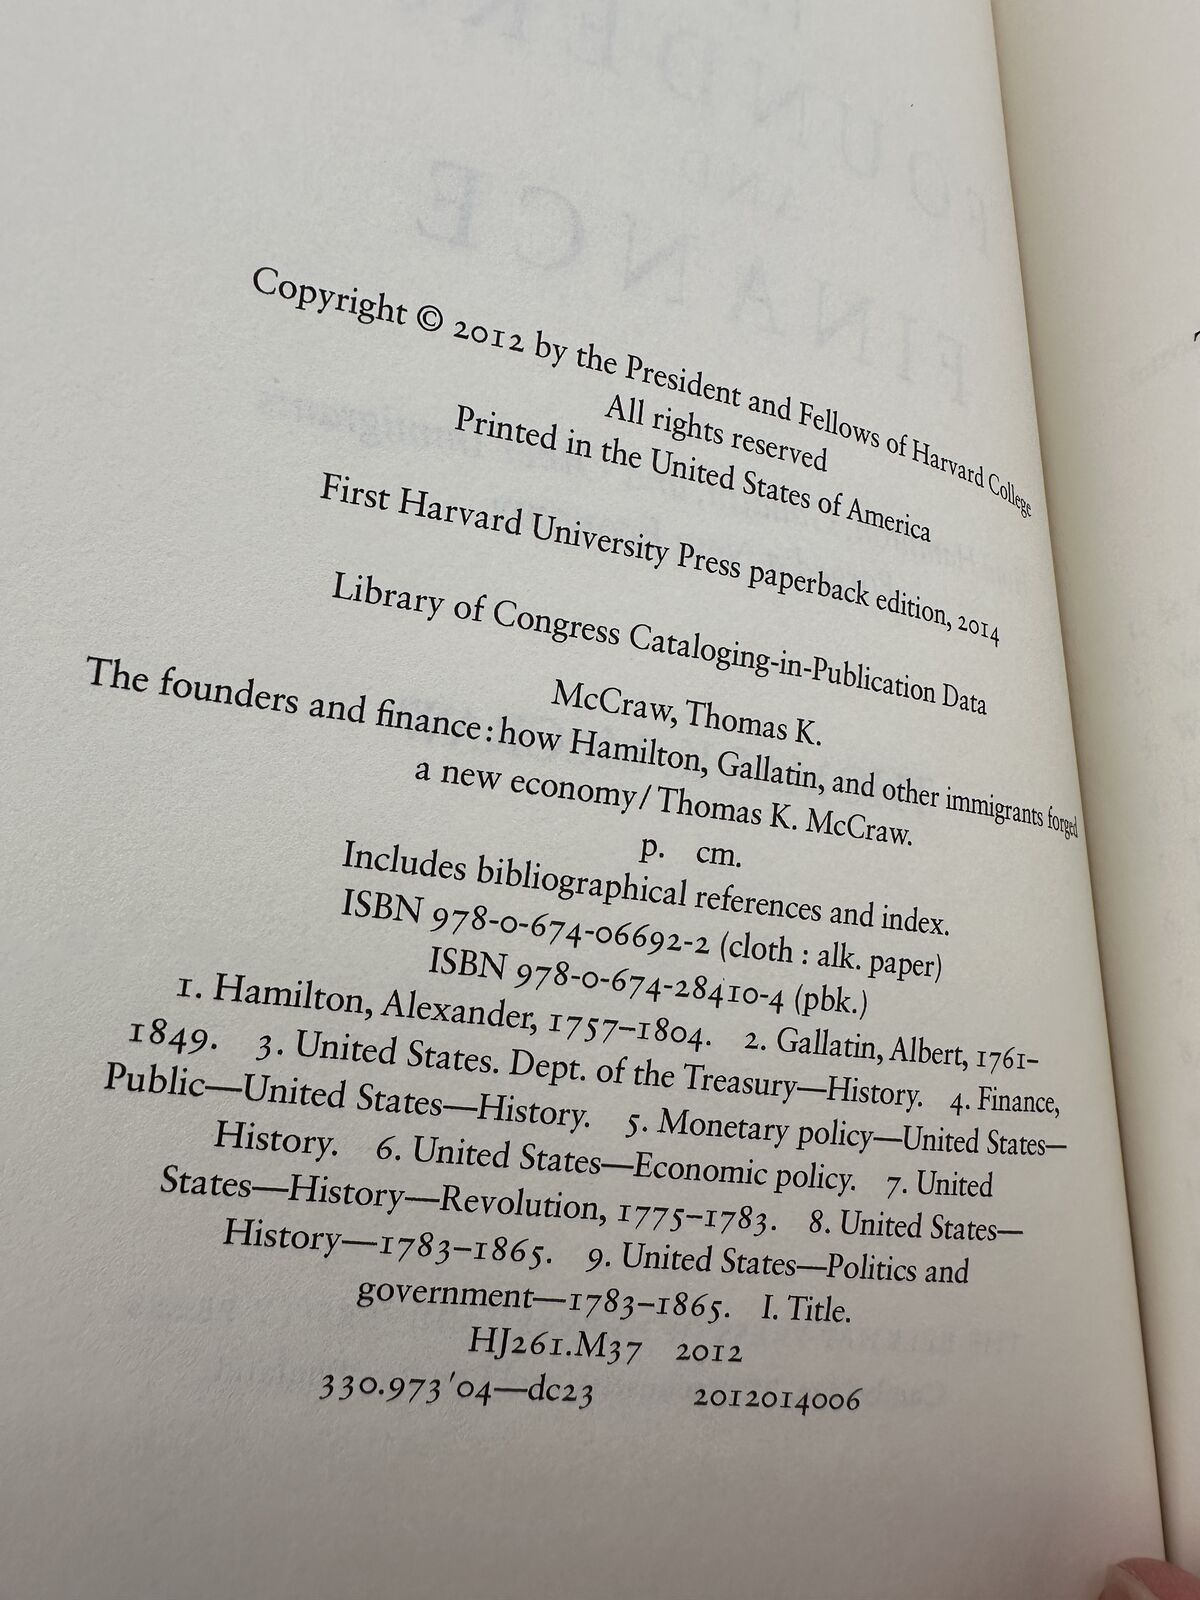 Copyright © 2012 by the President and Fellows of Harvard College
All rights reserved
Printed in the United States of America
First Harvard University Press paperback edition, 2014
Library of Congress Cataloging-in-Publication Data
McCraw, Thomas K.
The founders and finance : how Hamilton, Gallatin, and other immigrants forged
a new economy / Thomas K. McCraw.
p. cm.
Includes bibliographical references and index.
ISBN 978-0-674-06692-2 (cloth : alk. paper)
ISBN 978-0-674-28410-4 (pbk.)
1. Hamilton, Alexander, 1757–1804. 2. Gallatin, Albert, 1761–
1849. 3. United States. Dept. of the Treasury—History. 4. Finance,
Public—United States—History. 5. Monetary policy—United States—
History. 6. United States—Economic policy. 7. United
States—History—Revolution, 1775–1783. 8. United States—
History—1783–1865. 9. United States—Politics and
government—1783–1865. I. Title.
HJ261.M37 2012
330.973′04—dc23 2012014006